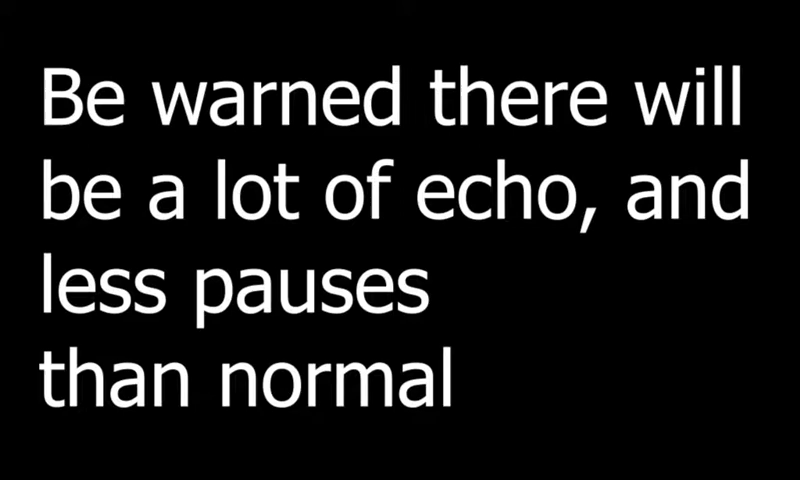 Be warned there will
be a lot of echo, and
less pauses
than normal